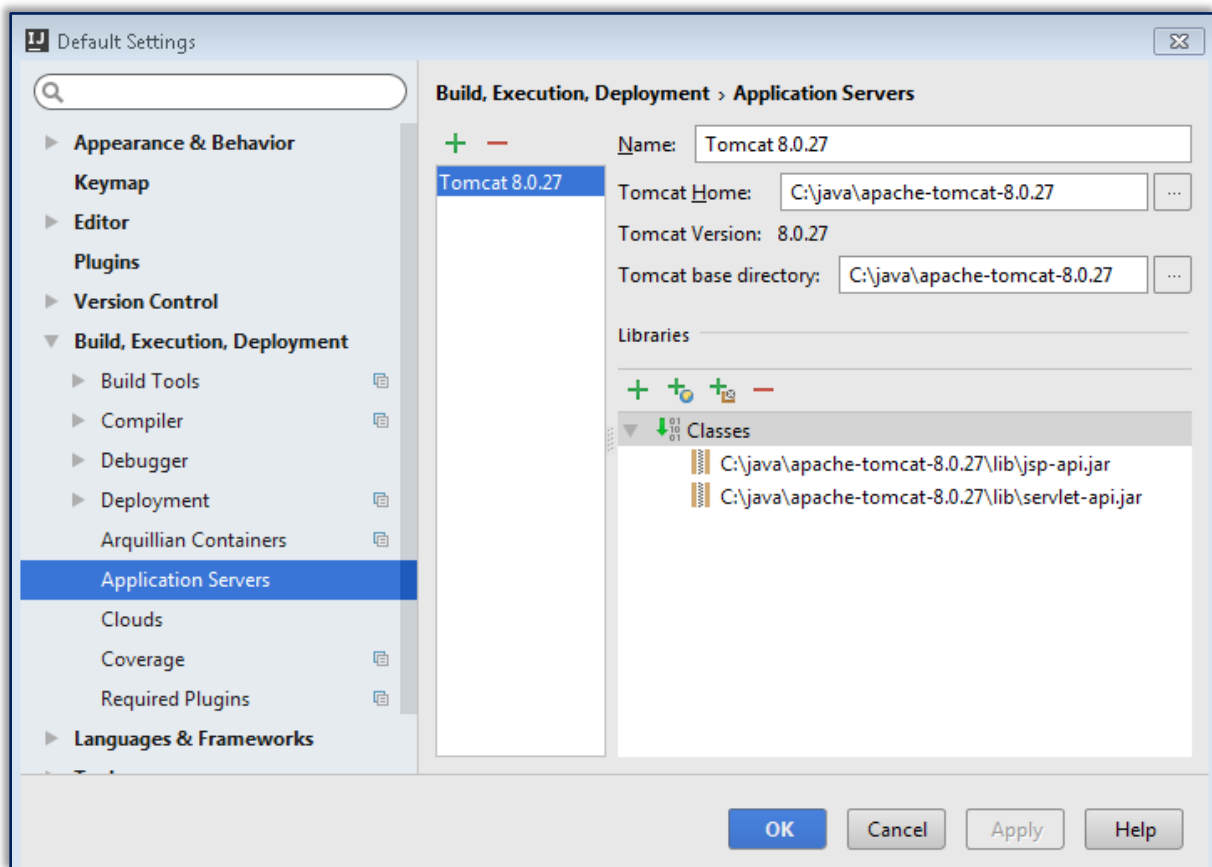 IJ Default Settings
Build, Execution, Deployment › Application Servers
Appearance & Behavior
Keymap
Editor
Plugins
Version Control
Build, Execution, Deployment
Build Tools
Compiler
Debugger
Deployment
Arquillian Containers
Application Servers
Clouds
Coverage
Required Plugins
Languages & Frameworks
Tomcat 8.0.27
Name: Tomcat 8.0.27
Tomcat Home: C:\java\apache-tomcat-8.0.27 ...
Tomcat Version: 8.0.27
Tomcat base directory: C:\java\apache-tomcat-8.0.27 ...
Libraries
Classes
C:\java\apache-tomcat-8.0.27\lib\jsp-api.jar
C:\java\apache-tomcat-8.0.27\lib\servlet-api.jar
OK Cancel Apply Help